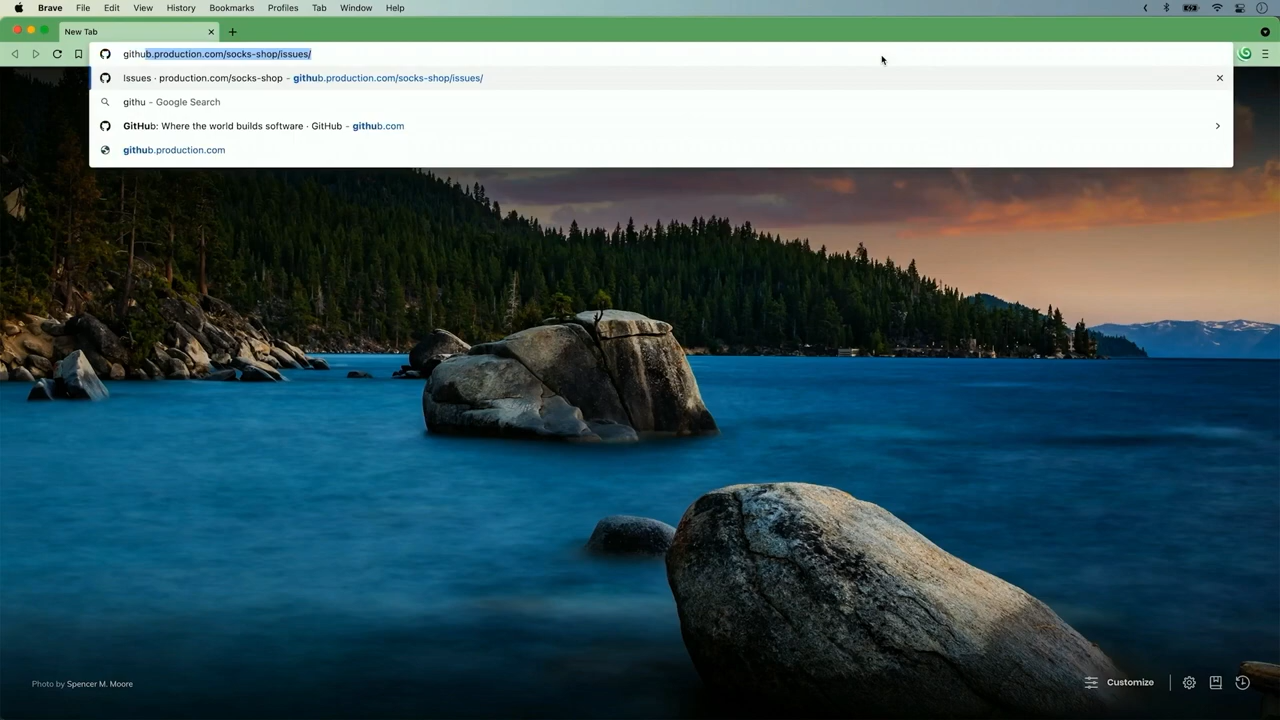 Brave File Edit View History Bookmarks Profiles Tab Window Help
New Tab
github.production.com/socks-shop/issues/
Issues · production.com/socks-shop – github.production.com/socks-shop/issues/
githu – Google Search
GitHub: Where the world builds software · GitHub – github.com
github.production.com
Photo by Spencer M. Moore
Customize